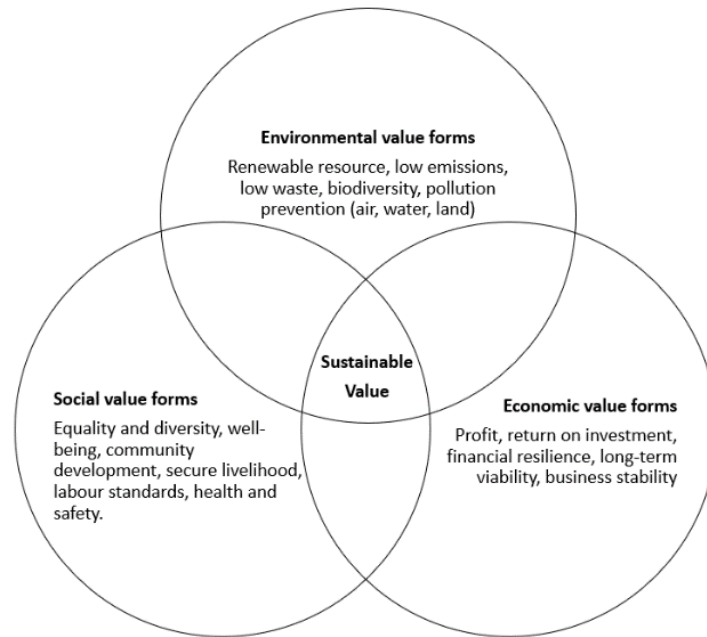 Environmental value forms
Renewable resource, low emissions,
low waste, biodiversity, pollution
prevention (air, water, land)
Sustainable
Value
Social value forms
Equality and diversity, well-
being, community
development, secure livelihood,
labour standards, health and
safety.
Economic value forms
Profit, return on investment,
financial resilience, long-term
viability, business stability